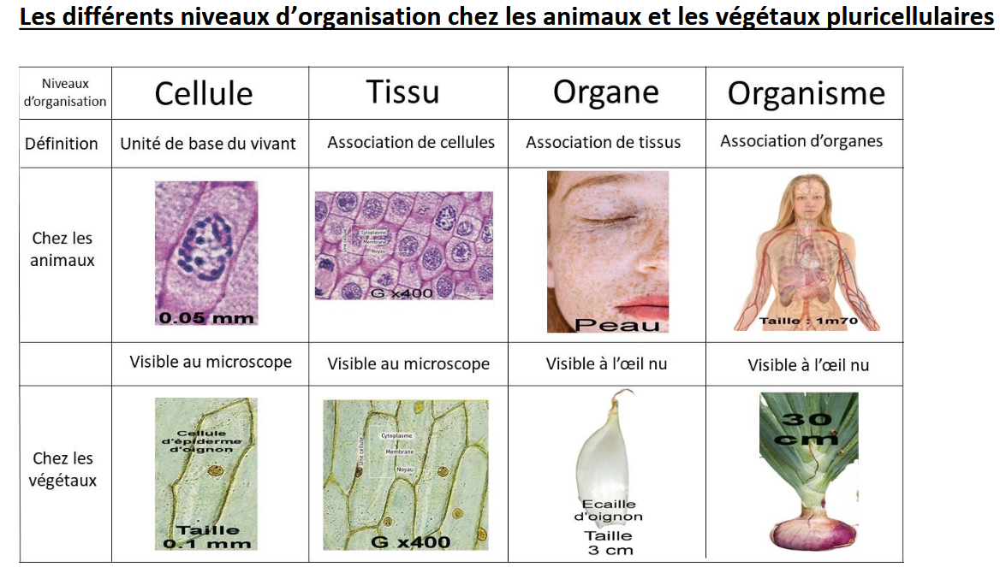 Les différents niveaux d’organisation chez les animaux et les végétaux pluricellulaires
Niveaux
d’organisation
Cellule
Tissu
Organe
Organisme
Définition
Unité de base du vivant
Association de cellules
Association de tissus
Association d’organes
Chez les
animaux
0.05 mm
Une cellule
Cytoplasme
Membrane
Noyau
G x400
Peau
Taille : 1m70
Visible au microscope
Visible au microscope
Visible à l’œil nu
Visible à l’œil nu
Chez les
végétaux
Cellule
d'épiderme
d'oignon
Taille
0.1 mm
Une cellule
Cytoplasme
Membrane
Noyau
G x400
Ecaille
d'oignon
Taille
3 cm
30
cm